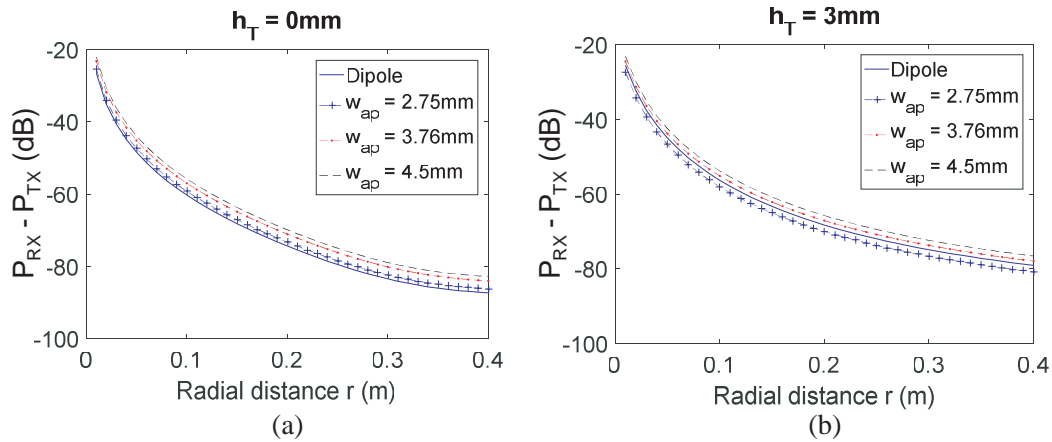 h_T = 0mm
-20
-40
-60
-80
-100
P_RX - P_TX (dB)
0
0.1
0.2
0.3
0.4
Radial distance r (m)
Dipole
w_ap = 2.75mm
w_ap = 3.76mm
w_ap = 4.5mm
(a)
h_T = 3mm
-20
-40
-60
-80
-100
P_RX - P_TX (dB)
0
0.1
0.2
0.3
0.4
Radial distance r (m)
Dipole
w_ap = 2.75mm
w_ap = 3.76mm
w_ap = 4.5mm
(b)